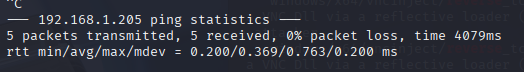 ^C
─── 192.168.1.205 ping statistics ───
5 packets transmitted, 5 received, 0% packet loss, time 4079ms
rtt min/avg/max/mdev = 0.200/0.369/0.763/0.200 ms